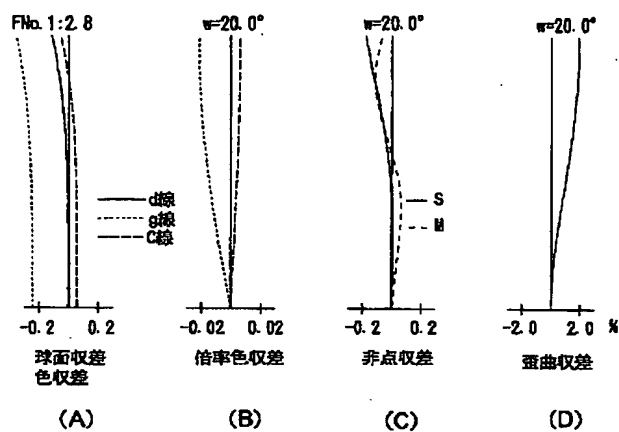 FNo. 1:2.8
w=20.0°
w=20.0°
w=20.0°
d線
g線
C線
S
M
-0.2 0.2
-0.02 0.02
-0.2 0.2
-2.0 2.0 %
球面収差
色収差
倍率色収差
非点収差
歪曲収差
(A)
(B)
(C)
(D)